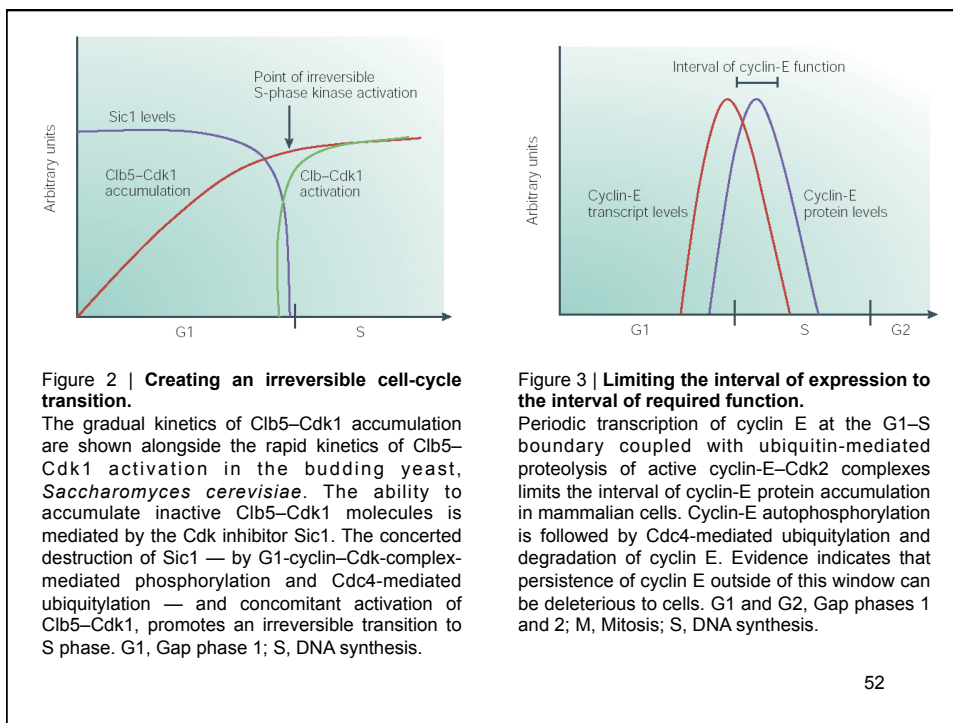 Point of irreversible
S-phase kinase activation
Sic1 levels
Clb5–Cdk1
accumulation
Clb–Cdk1
activation
Arbitrary units
G1
S
Figure 2 | Creating an irreversible cell-cycle
transition.
The gradual kinetics of Clb5–Cdk1 accumulation
are shown alongside the rapid kinetics of Clb5–
Cdk1 activation in the budding yeast,
Saccharomyces cerevisiae. The ability to
accumulate inactive Clb5–Cdk1 molecules is
mediated by the Cdk inhibitor Sic1. The concerted
destruction of Sic1 — by G1-cyclin–Cdk-complex-
mediated phosphorylation and Cdc4-mediated
ubiquitylation — and concomitant activation of
Clb5–Cdk1, promotes an irreversible transition to
S phase. G1, Gap phase 1; S, DNA synthesis.
Interval of cyclin-E function
Cyclin-E
transcript levels
Cyclin-E
protein levels
Arbitrary units
G1
S
G2
Figure 3 | Limiting the interval of expression to
the interval of required function.
Periodic transcription of cyclin E at the G1–S
boundary coupled with ubiquitin-mediated
proteolysis of active cyclin-E–Cdk2 complexes
limits the interval of cyclin-E protein accumulation
in mammalian cells. Cyclin-E autophosphorylation
is followed by Cdc4-mediated ubiquitylation and
degradation of cyclin E. Evidence indicates that
persistence of cyclin E outside of this window can
be deleterious to cells. G1 and G2, Gap phases 1
and 2; M, Mitosis; S, DNA synthesis.
52